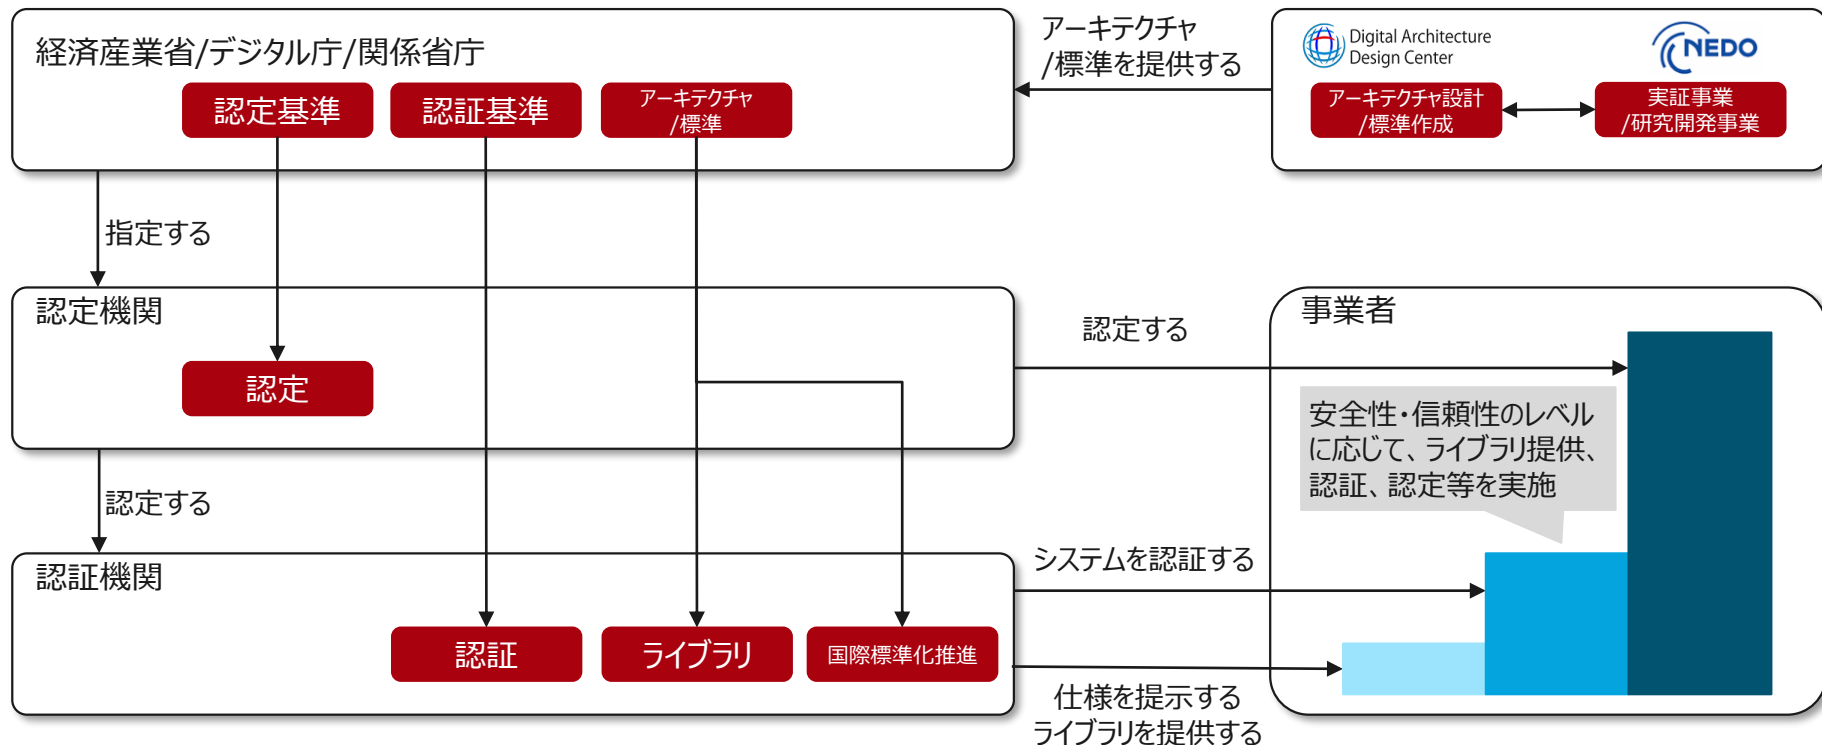 経済産業省/デジタル庁/関係省庁
認定基準
認証基準
アーキテクチャ
/標準
アーキテクチャ
/標準を提供する
Digital Architecture
Design Center
NEDO
アーキテクチャ設計
/標準作成
実証事業
/研究開発事業
指定する
認定機関
認定
認定する
事業者
安全性・信頼性のレベル
に応じて、ライブラリ提供、
認証、認定等を実施
認定する
認証機関
認証
ライブラリ
国際標準化推進
システムを認証する
仕様を提示する
ライブラリを提供する